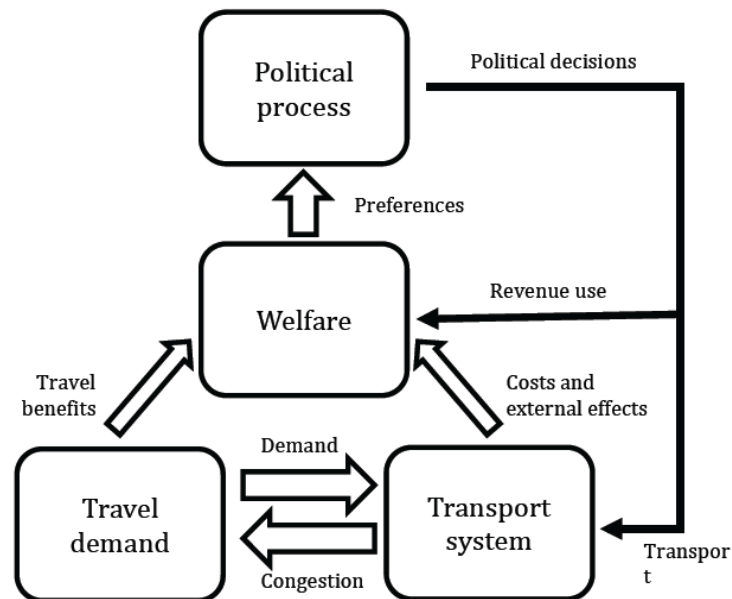 Political
process
Political decisions
Preferences
Welfare
Revenue use
Travel
benefits
Costs and
external effects
Demand
Travel
demand
Transport
system
Congestion
Transpor
t